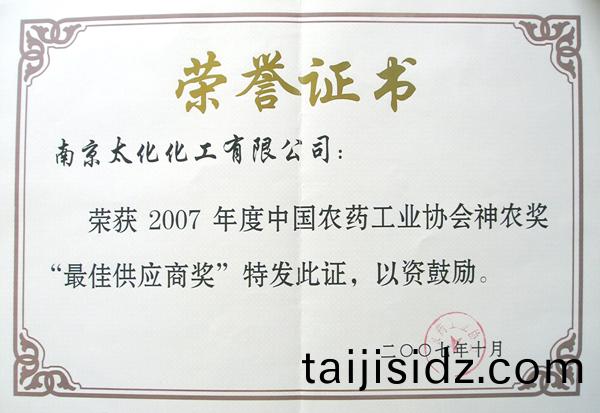 荣誉证书
南京太化化工有限公司：
荣获 2007 年度中国农药工业协会神农奖
“最佳供应商奖”特发此证，以资鼓励。
二〇〇七年十月
taijisidz.com